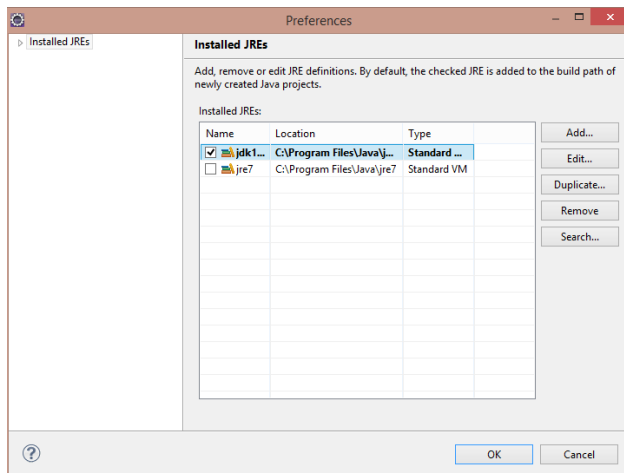 Preferences
Installed JREs
Installed JREs
Add, remove or edit JRE definitions. By default, the checked JRE is added to the build path of
newly created Java projects.
Installed JREs:
Name Location Type
jdk1... C:\Program Files\Java\j... Standard ...
jre7 C:\Program Files\Java\jre7 Standard VM
Add...
Edit...
Duplicate...
Remove
Search...
?
OK Cancel